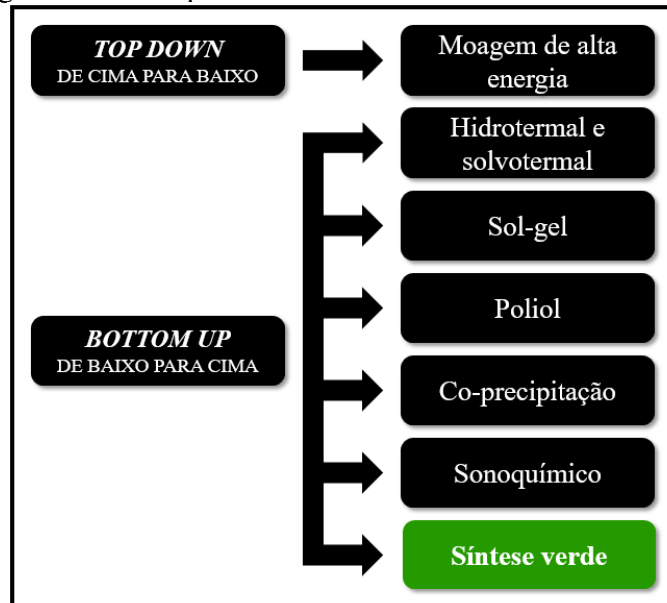 TOP DOWN
DE CIMA PARA BAIXO
Moagem de alta
energia
Hidrotermal e
solvotermal
Sol-gel
Poliol
BOTTOM UP
DE BAIXO PARA CIMA
Co-precipitação
Sonoquímico
Síntese verde